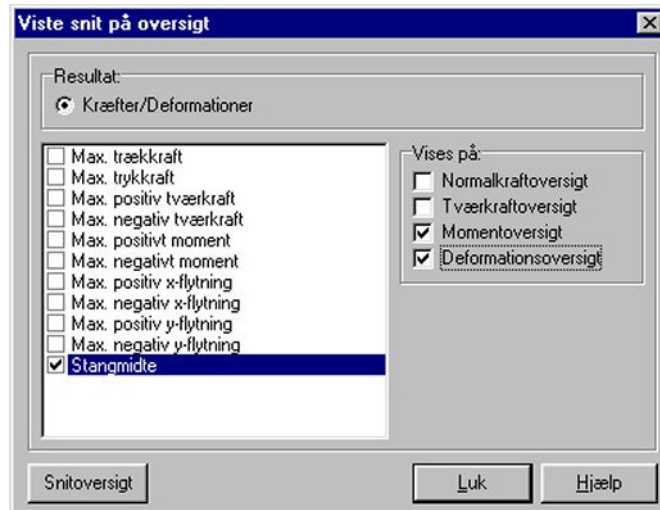 Viste snit på oversigt
Resultat:
Kræfter/Deformationer
Max. trækkraft
Max. trykkraft
Max. positiv tværkraft
Max. negativ tværkraft
Max. positivt moment
Max. negativt moment
Max. positiv x-flytning
Max. negativ x-flytning
Max. positiv y-flytning
Max. negativ y-flytning
Stangmidte
Vises på:
Normalkraftoversigt
Tværkraftoversigt
Momentoversigt
Deformationsoversigt
Snitoversigt
Luk
Hjælp